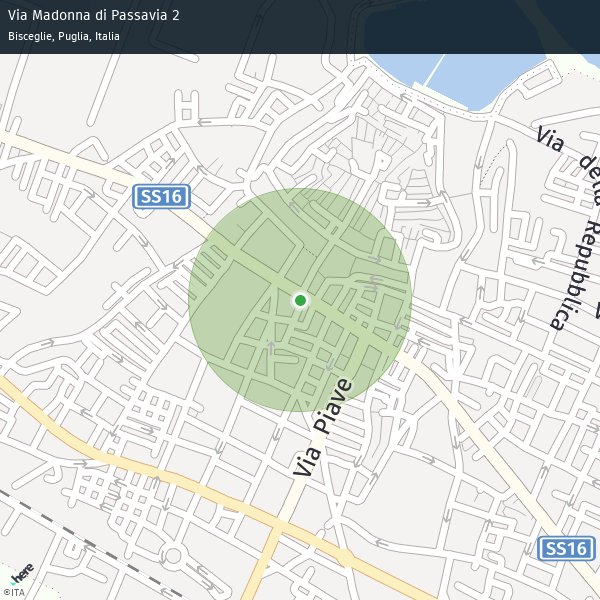 Via Madonna di Passavia 2
Bisceglie, Puglia, Italia
Via della Repubblica
SS16
Via Piave
SS16
here
©ITA